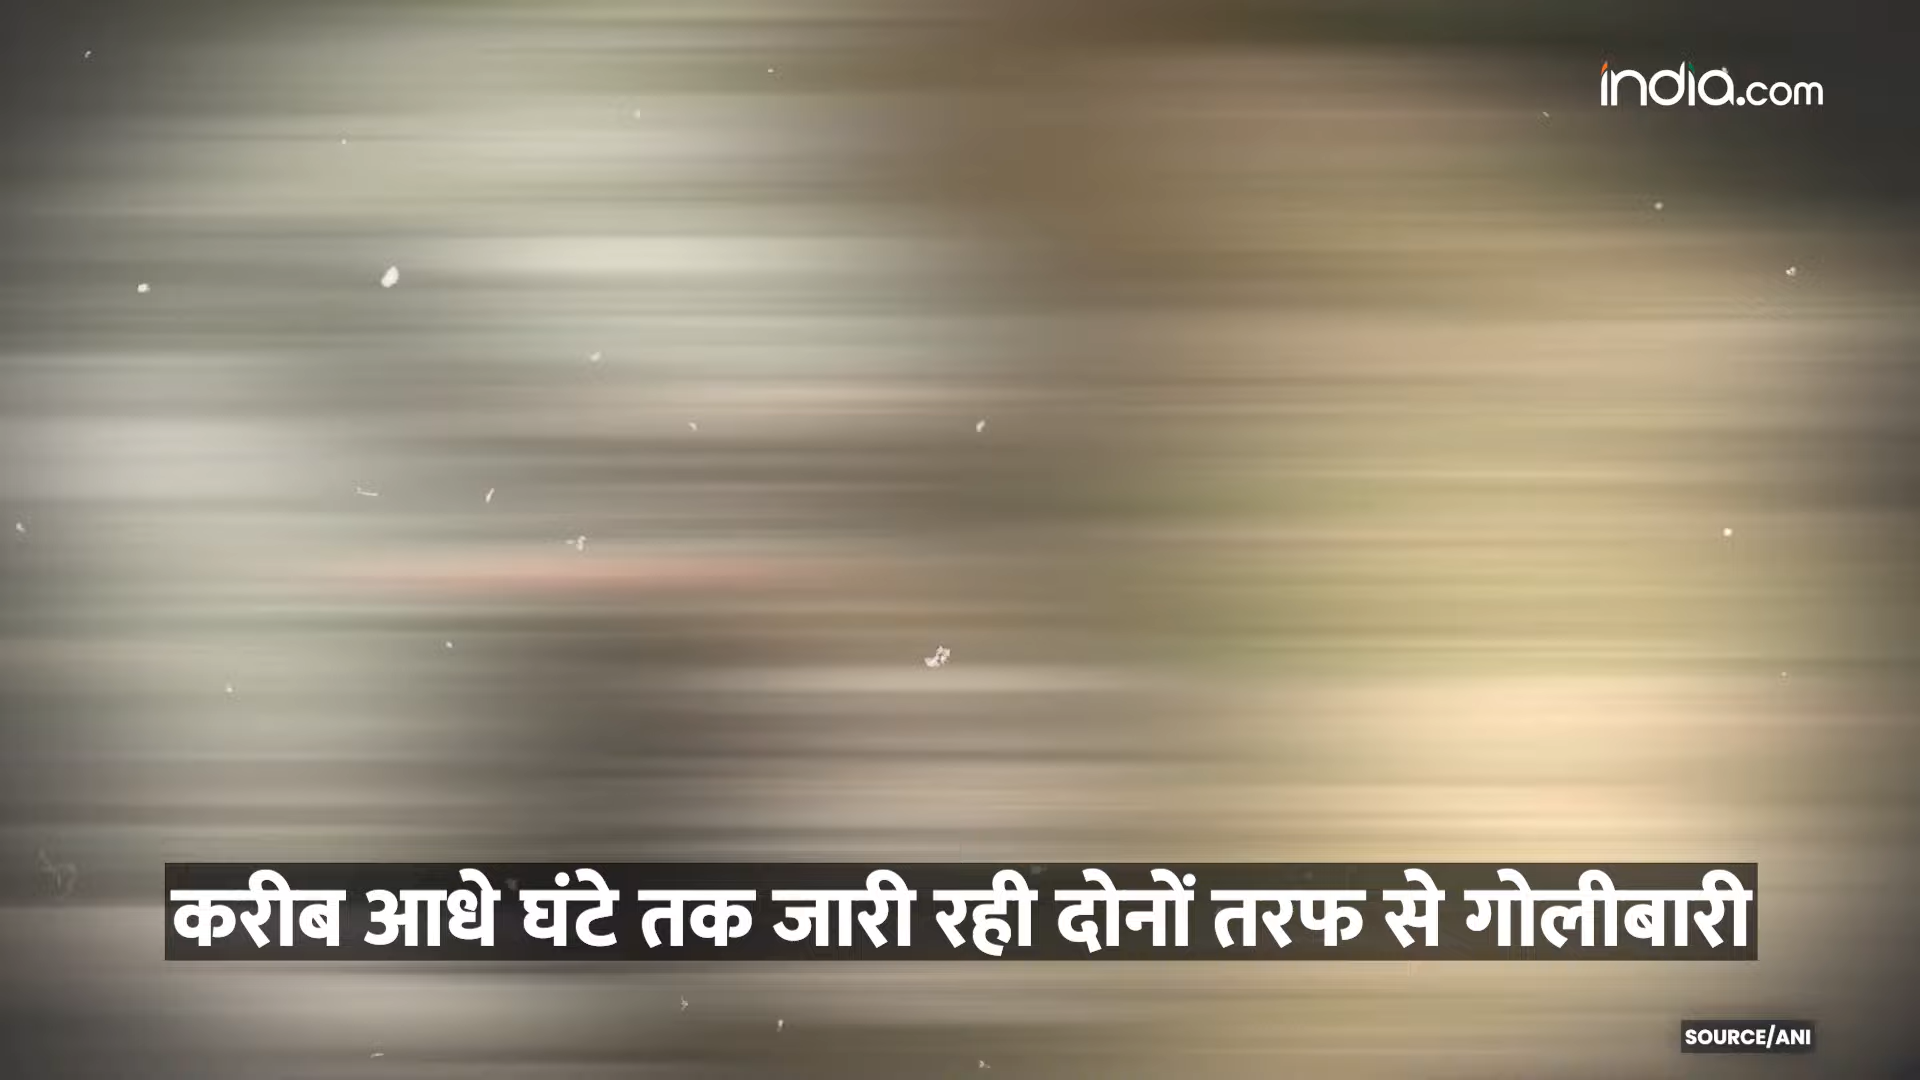 india.com
करीब आधे घंटे तक जारी रही दोनों तरफ से गोलीबारी
SOURCE/ANI